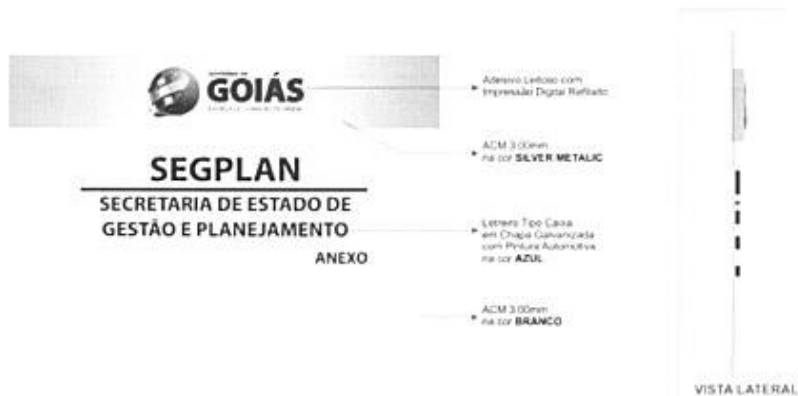 GOIÁS
Adesivo Leitoso com
Impressão Digital Refilado
ACM 3.00mm
na cor SILVER METALIC
SEGPLAN
SECRETARIA DE ESTADO DE
GESTÃO E PLANEJAMENTO
ANEXO
Letreiro Tipo Caixa
em Chapa Galvanizada
com Pintura Automotiva
na cor AZUL
ACM 3.00mm
na cor BRANCO
VISTA LATERAL